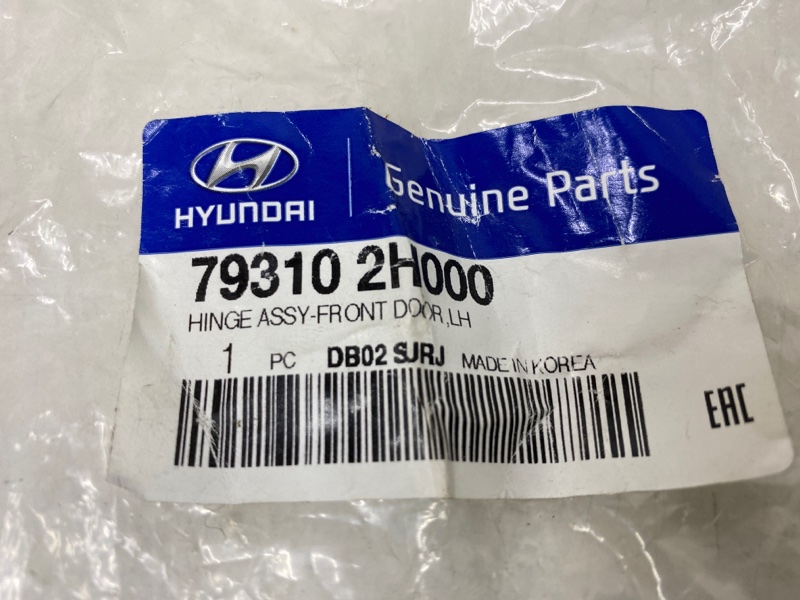 HYUNDAI
Genuine Parts
79310 2H000
HINGE ASSY-FRONT DOOR,LH
1 PC DB02 SJRJ MADE IN KOREA
EAC